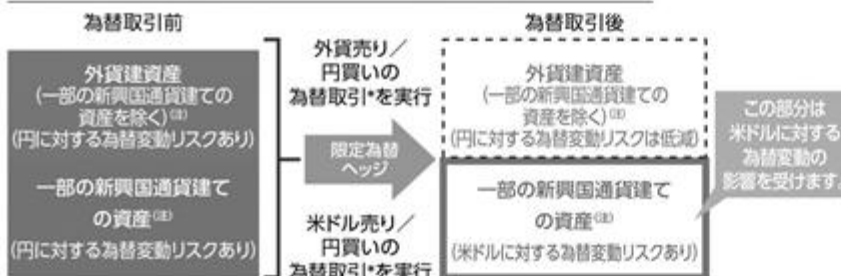 為替取引前
外貨建資産
(一部の新興国通貨建ての
資産を除く)(注)
(円に対する為替変動リスクあり)
一部の新興国通貨建て
の資産(注)
(円に対する為替変動リスクあり)
外貨売り/
円買いの
為替取引*を実行
限定為替
ヘッジ
米ドル売り/
円買いの
為替取引*を実行
為替取引後
外貨建資産
(一部の新興国通貨建ての
資産を除く)(注)
(円に対する為替変動リスクは低減)
一部の新興国通貨建て
の資産(注)
(米ドルに対する為替変動リスクあり)
この部分は
米ドルに対する
為替変動の
影響を受けます。